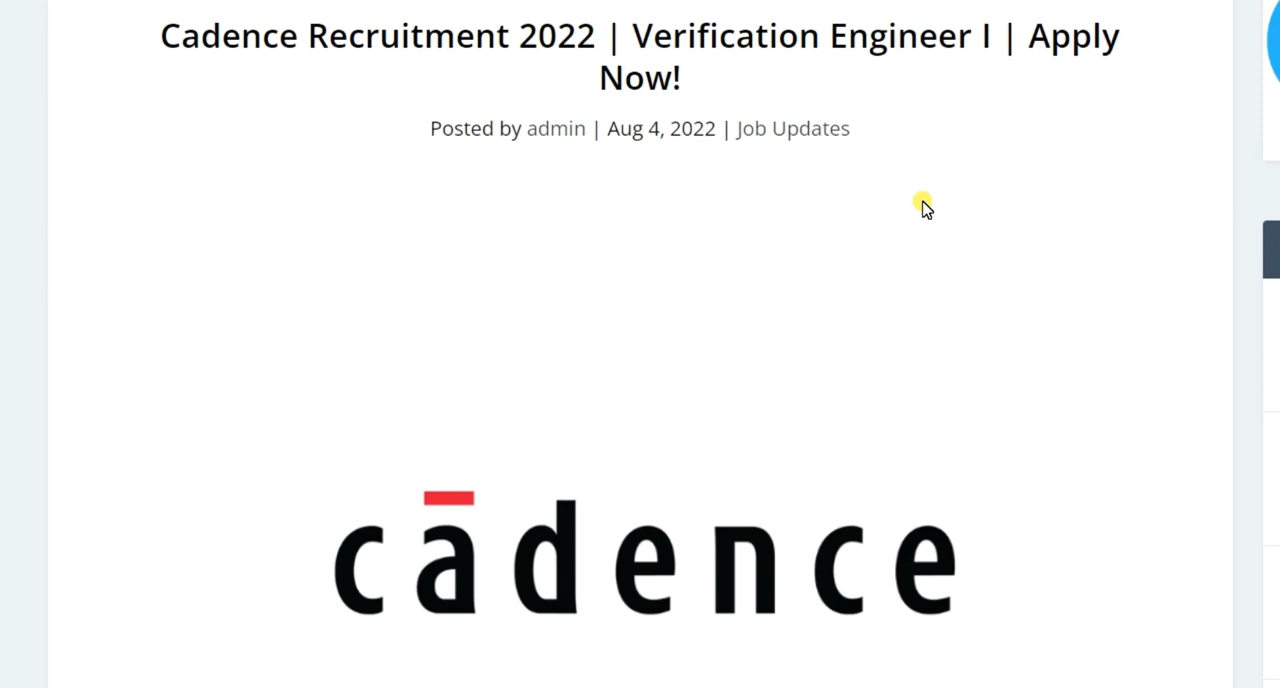 Cadence Recruitment 2022 | Verification Engineer I | Apply
Now!
Posted by admin | Aug 4, 2022 | Job Updates
cādence